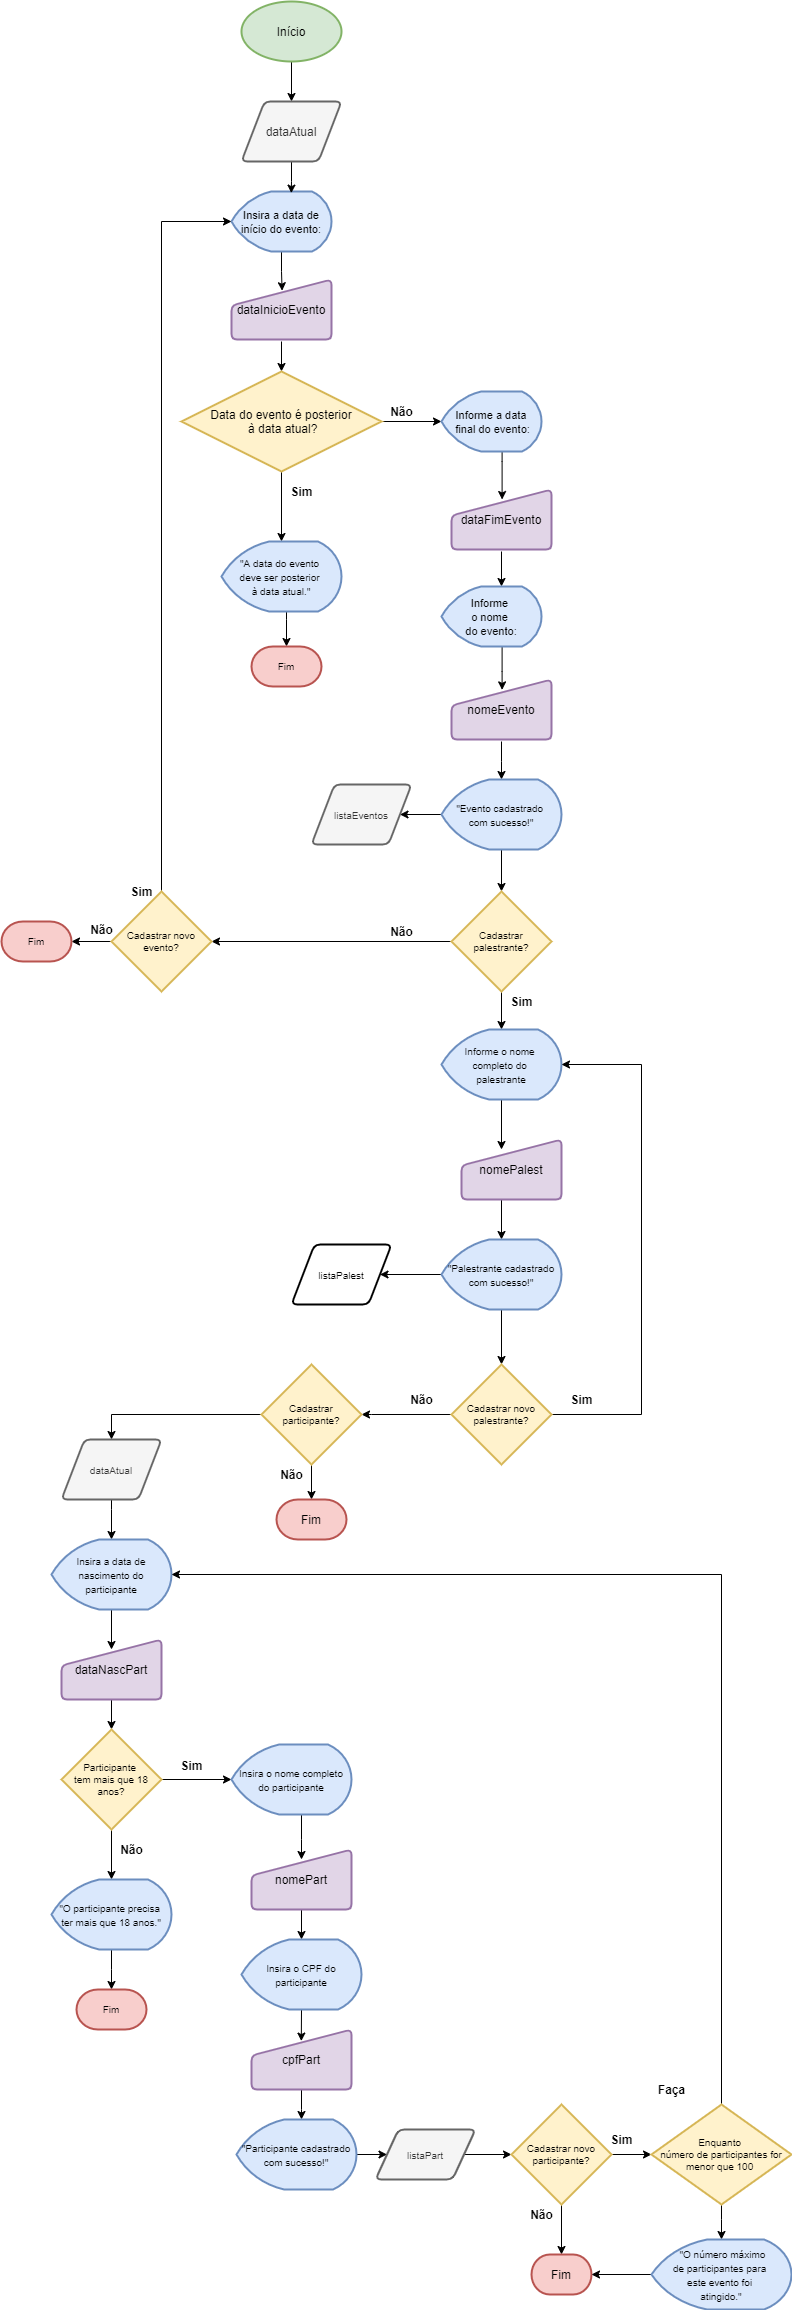 Início
dataAtual
Insira a data de
início do evento:
dataInicioEvento
Data do evento é posterior
à data atual?
Não
Informe a data
final do evento:
Sim
dataFimEvento
"A data do evento
deve ser posterior
à data atual."
Informe
o nome
do evento:
Fim
nomeEvento
listaEventos
"Evento cadastrado
com sucesso!"
Sim
Fim
Não
Cadastrar novo
evento?
Não
Cadastrar
palestrante?
Sim
Informe o nome
completo do
palestrante
nomePalest
listaPalest
"Palestrante cadastrado
com sucesso!"
Cadastrar
participante?
Não
Cadastrar novo
palestrante?
Sim
dataAtual
Não
Fim
Insira a data de
nascimento do
participante
dataNascPart
Participante
tem mais que 18
anos?
Sim
Insira o nome completo
do participante
Não
nomePart
"O participante precisa
ter mais que 18 anos."
Insira o CPF do
participante
Fim
cpfPart
Faça
"Participante cadastrado
com sucesso!"
listaPart
Cadastrar novo
participante?
Sim
Enquanto
número de participantes for
menor que 100
Não
Fim
"O número máximo
de participantes para
este evento foi
atingido."